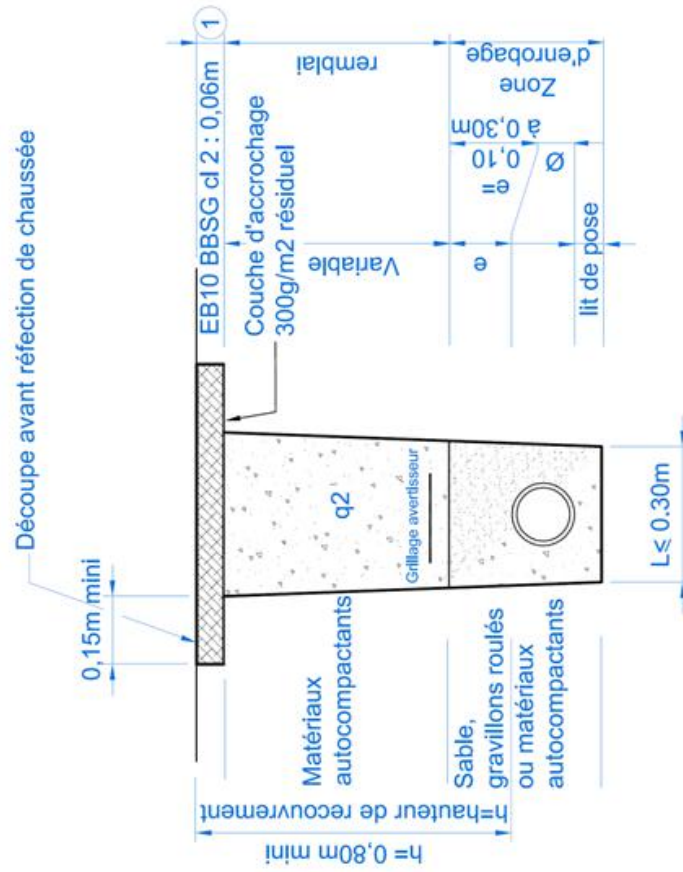 Découpe avant réfection de chaussée
0,15m mini
1
EB10 BBSG cl 2 : 0,06m
Couche d'accrochage
300g/m2 résiduel
h=hauteur de recouvrement
h= 0,80m mini
Matériaux
autocompactants
q2
Grillage avertisseur
Variable
remblai
Sable,
gravillons roulés
ou matériaux
autocompactants
e
e=
0,10
à 0,30m
Ø
Zone
d'enrobage
lit de pose
L⩽ 0.30m